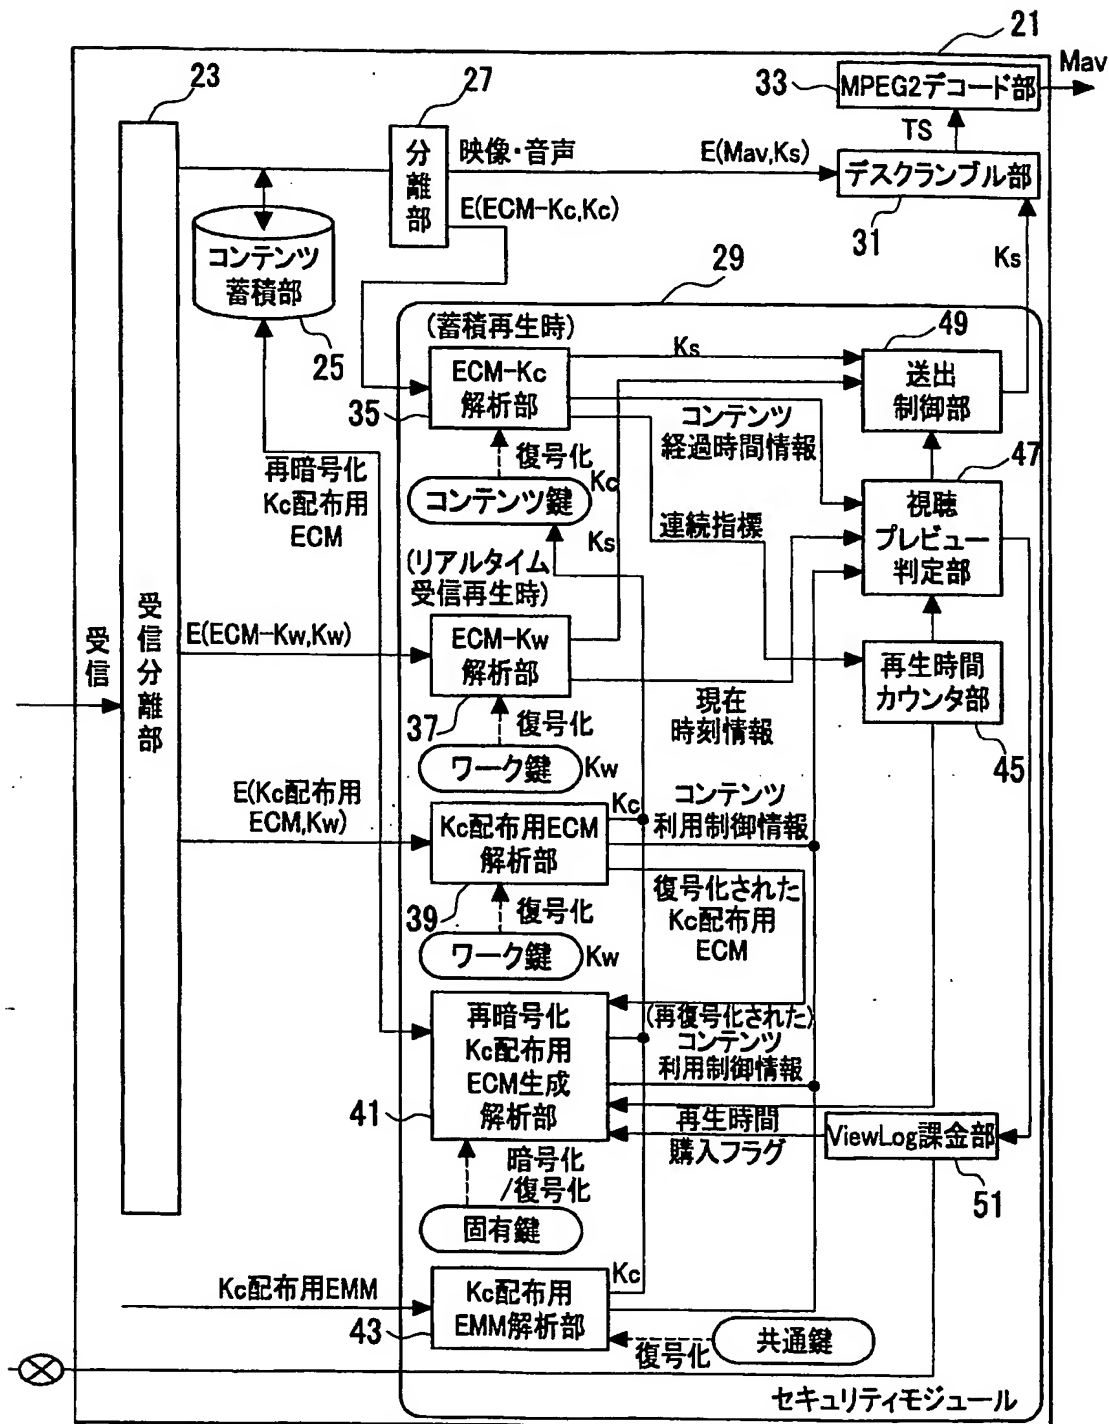 21
Mav
23
27
33
MPEG2デコード部
TS
分離部
映像・音声
E(Mav,Ks)
デスクランブル部
E(ECM-Kc,Kc)
31
Ks
コンテンツ
蓄積部
25
29
(蓄積再生時)
Ks
49
ECM-Kc
解析部
35
送出
制御部
コンテンツ
経過時間情報
復号化
Kc
コンテンツ鍵
47
再暗号化
Kc配布用
ECM
Ks
連続指標
視聴
プレビュー
判定部
(リアルタイム
受信再生時)
受信
受信分離部
E(ECM-Kw,Kw)
ECM-Kw
解析部
再生時間
カウンタ部
37
復号化
現在
時刻情報
45
ワーク鍵
Kw
E(Kc配布用
ECM,Kw)
Kc
コンテンツ
利用制御情報
Kc配布用ECM
解析部
39
復号化
復号化された
Kc配布用
ECM
ワーク鍵
Kw
再暗号化
Kc配布用
ECM生成
解析部
41
(再復号化された)
コンテンツ
利用制御情報
再生時間
購入フラグ
ViewLog課金部
51
暗号化
/復号化
固有鍵
Kc配布用EMM
Kc
Kc配布用
EMM解析部
43
復号化
共通鍵
セキュリティモジュール